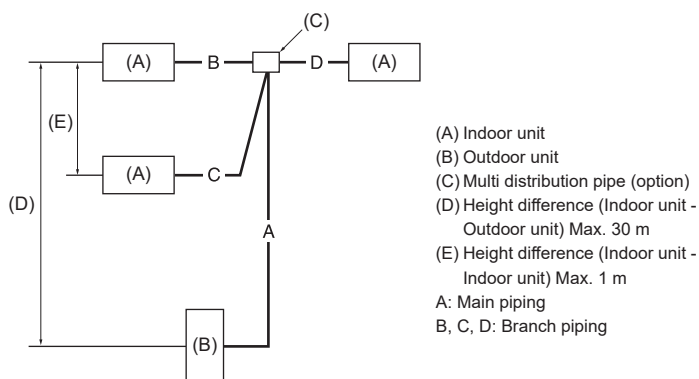 (C)
(A) B D (A)
(E)
(A) C
(D)
A
(B)
(A) Indoor unit
(B) Outdoor unit
(C) Multi distribution pipe (option)
(D) Height difference (Indoor unit -
Outdoor unit) Max. 30 m
(E) Height difference (Indoor unit -
Indoor unit) Max. 1 m
A: Main piping
B, C, D: Branch piping